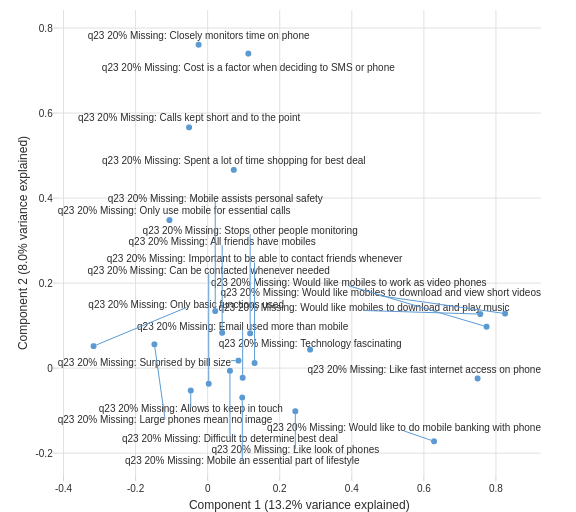 0.8
q23 20% Missing: Closely monitors time on phone
q23 20% Missing: Cost is a factor when deciding to SMS or phone
0.6
q23 20% Missing: Calls kept short and to the point
q23 20% Missing: Spent a lot of time shopping for best deal
0.4
q23 20% Missing: Mobile assists personal safety
q23 20% Missing: Only use mobile for essential calls
q23 20% Missing: Stops other people monitoring
q23 20% Missing: All friends have mobiles
q23 20% Missing: Important to be able to contact friends whenever
q23 20% Missing: Can be contacted whenever needed
0.2
q23 20% Missing: Would like mobiles to work as video phones
q23 20% Missing: Would like mobiles to download and view short videos
q23 20% Missing: Only basic functions used
q23 20% Missing: Would like mobiles to download and play music
q23 20% Missing: Email used more than mobile
q23 20% Missing: Technology fascinating
q23 20% Missing: Surprised by bill size
0
q23 20% Missing: Like fast internet access on phone
q23 20% Missing: Allows to keep in touch
q23 20% Missing: Large phones mean no image
q23 20% Missing: Would like to do mobile banking with phone
q23 20% Missing: Difficult to determine best deal
q23 20% Missing: Like look of phones
-0.2
q23 20% Missing: Mobile an essential part of lifestyle
-0.4
-0.2
0
0.2
0.4
0.6
0.8
Component 1 (13.2% variance explained)
Component 2 (8.0% variance explained)